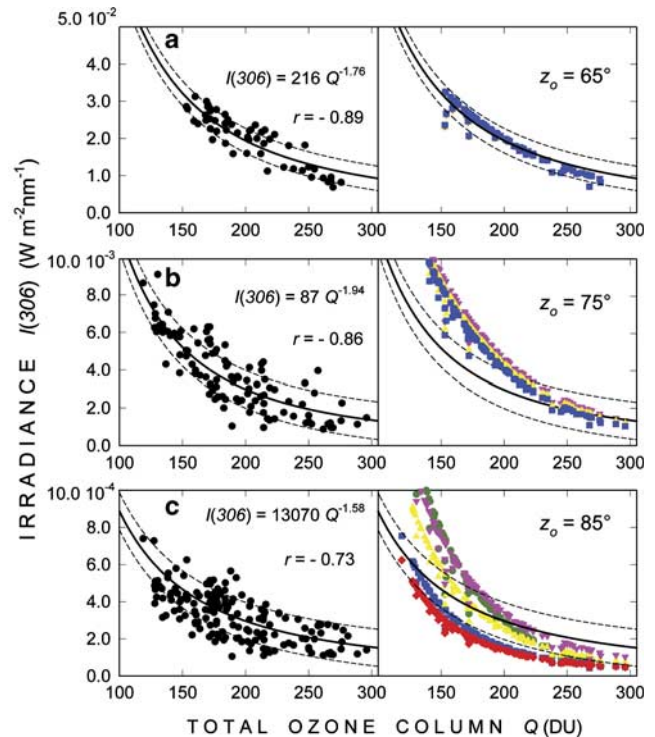 IRRADIANCE I(306) (W m-2nm-1)
5.0 10-2
4.0
3.0
2.0
1.0
0.0
a
I(306) = 216 Q-1.76
r = - 0.89
zo = 65°
100 150 200 250 300 150 200 250 300
10.0 10-3
8.0
6.0
4.0
2.0
0.0
b
I(306) = 87 Q-1.94
r = - 0.86
zo = 75°
100 150 200 250 300 150 200 250 300
10.0 10-4
8.0
6.0
4.0
2.0
0.0
c
I(306) = 13070 Q-1.58
r = - 0.73
zo = 85°
100 150 200 250 300 150 200 250 300
TOTAL OZONE COLUMN Q (DU)